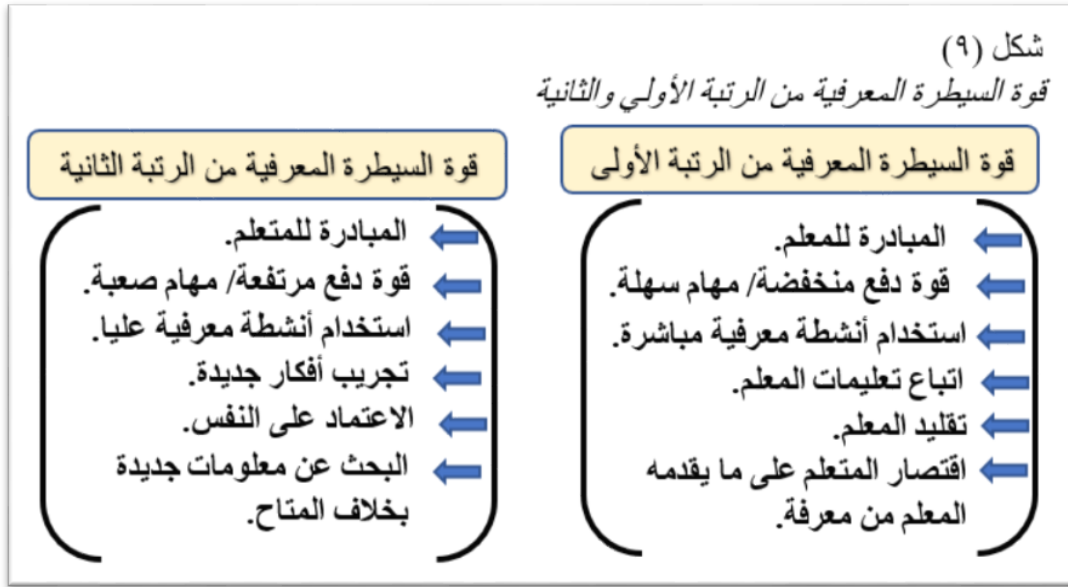 شكل (٩)
قوة السيطرة المعرفية من الرتبة الأولي والثانية
قوة السيطرة المعرفية من الرتبة الأولى
المبادرة للمعلم.
قوة دفع منخفضة/ مهام سهلة.
استخدام أنشطة معرفية مباشرة.
اتباع تعليمات المعلم.
تقليد المعلم.
اقتصار المتعلم على ما يقدمه
المعلم من معرفة.
قوة السيطرة المعرفية من الرتبة الثانية
المبادرة للمتعلم.
قوة دفع مرتفعة/ مهام صعبة.
استخدام أنشطة معرفية عليا.
تجريب أفكار جديدة.
الاعتماد على النفس.
البحث عن معلومات جديدة
بخلاف المتاح.